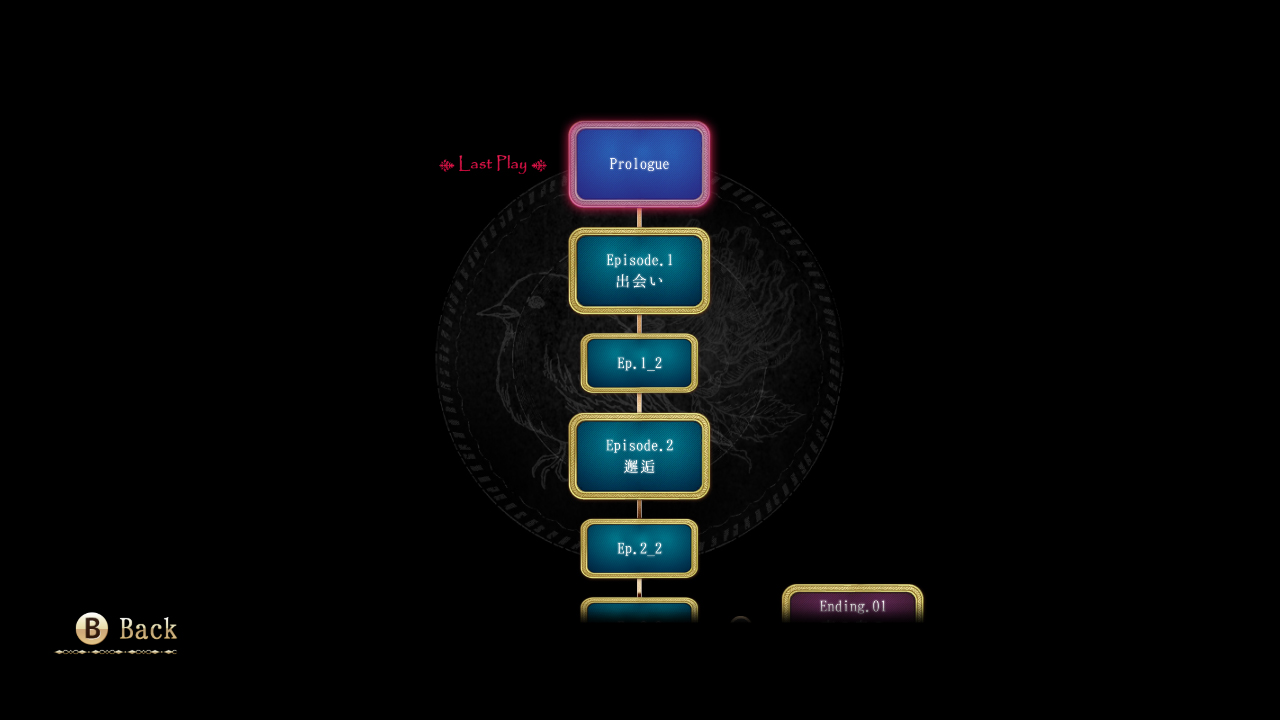 Last Play
Prologue
Episode.1
出会い
Ep.1_2
Episode.2
邂逅
Ep.2_2
Ending.01
B Back